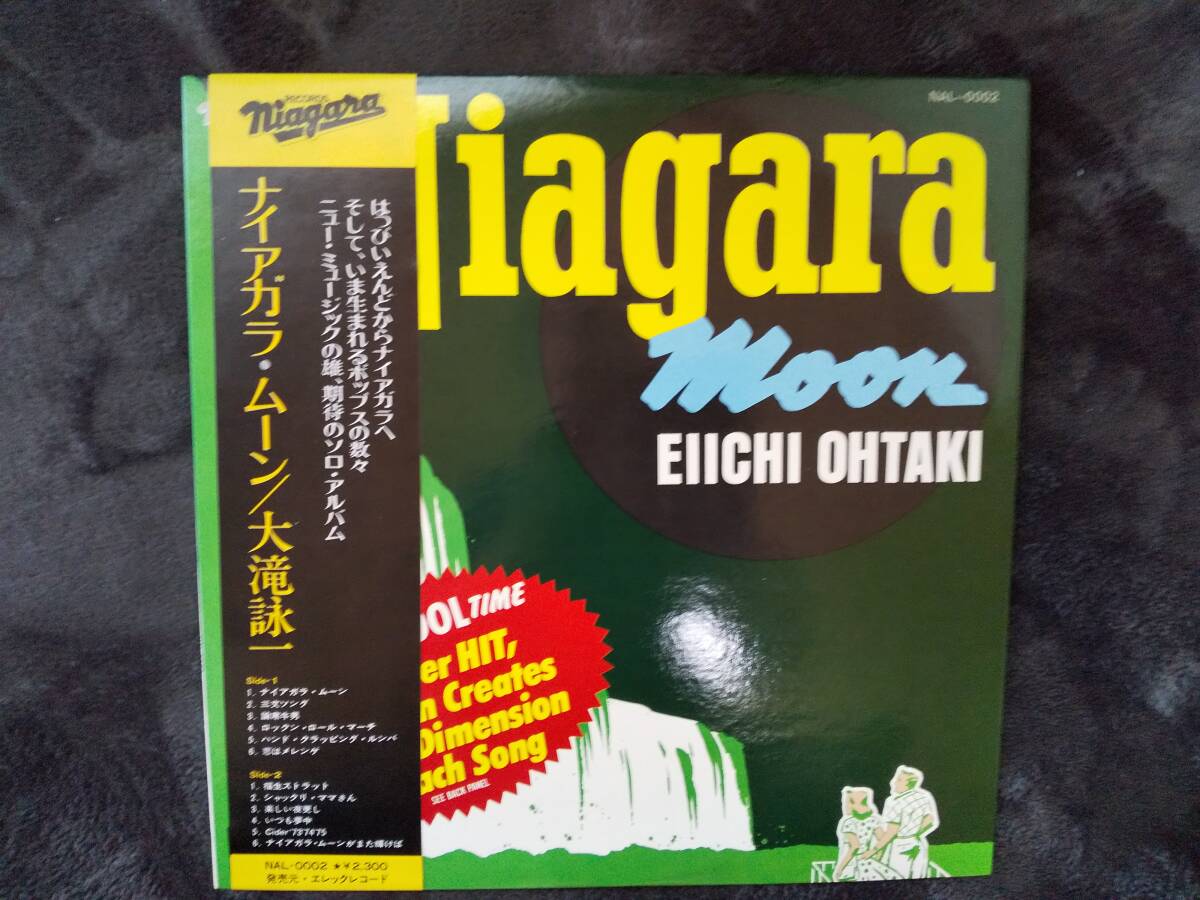 RECORDS
Niagara
ナイアガラ・ムーン/大滝詠一
はっぴいえんどからナイアガラへ
そして、いま生まれるポップスの数々
ニュー・ミュージックの雄、期待のソロ・アルバム
Side-1
1. ナイアガラ・ムーン
2. 三文ソング
3. 論寒牛男
4. ロックン・ロール・マーチ
5. ハンド・クラッピング・ルンバ
6. 恋はメレンゲ
Side-2
1. 福生ストラット
2. シャックリ・ママさん
3. 楽しい夜更し
4. いつも夢中
5. Cider '73'74'75
6. ナイアガラ・ムーンがまた輝けば
NAL-0002 ★¥2,300
発売元・エレックレコード
NAL-0002
iagara
Moon
EIICHI OHTAKI
OOL TIME
er HIT,
n Creates
Dimension
ach Song
SEE BACK PANEL